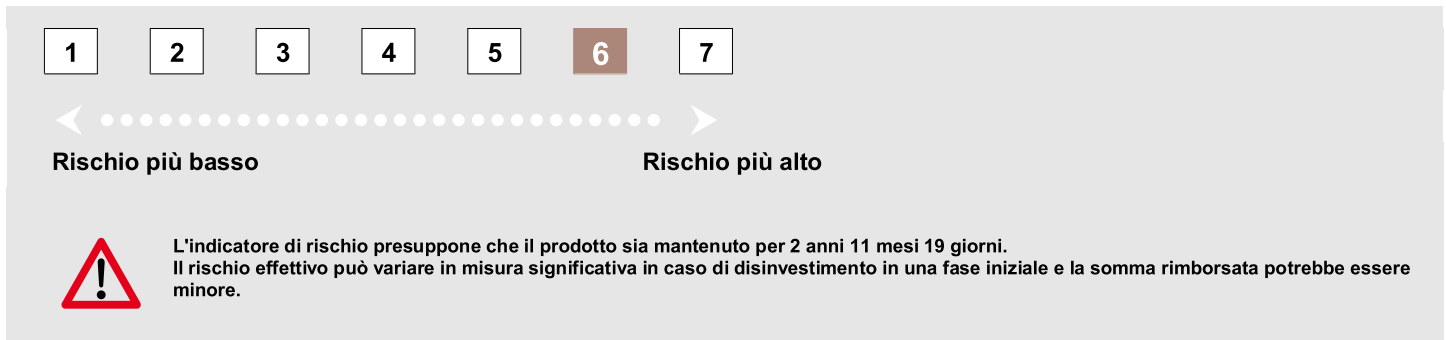 1 2 3 4 5 6 7
Rischio più basso Rischio più alto
L'indicatore di rischio presuppone che il prodotto sia mantenuto per 2 anni 11 mesi 19 giorni.
Il rischio effettivo può variare in misura significativa in caso di disinvestimento in una fase iniziale e la somma rimborsata potrebbe essere
minore.